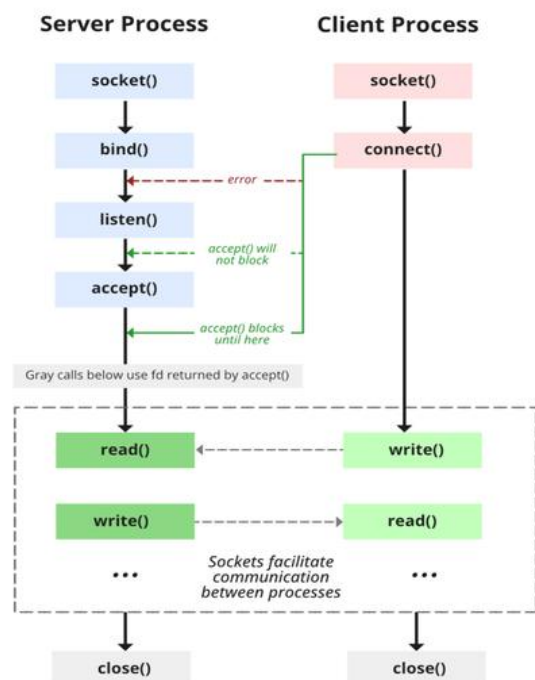 Server Process
Client Process
socket()
socket()
bind()
connect()
error
listen()
accept() will
not block
accept()
accept() blocks
until here
Gray calls below use fd returned by accept()
read()
write()
write()
read()
...
Sockets facilitate
communication
between processes
...
close()
close()